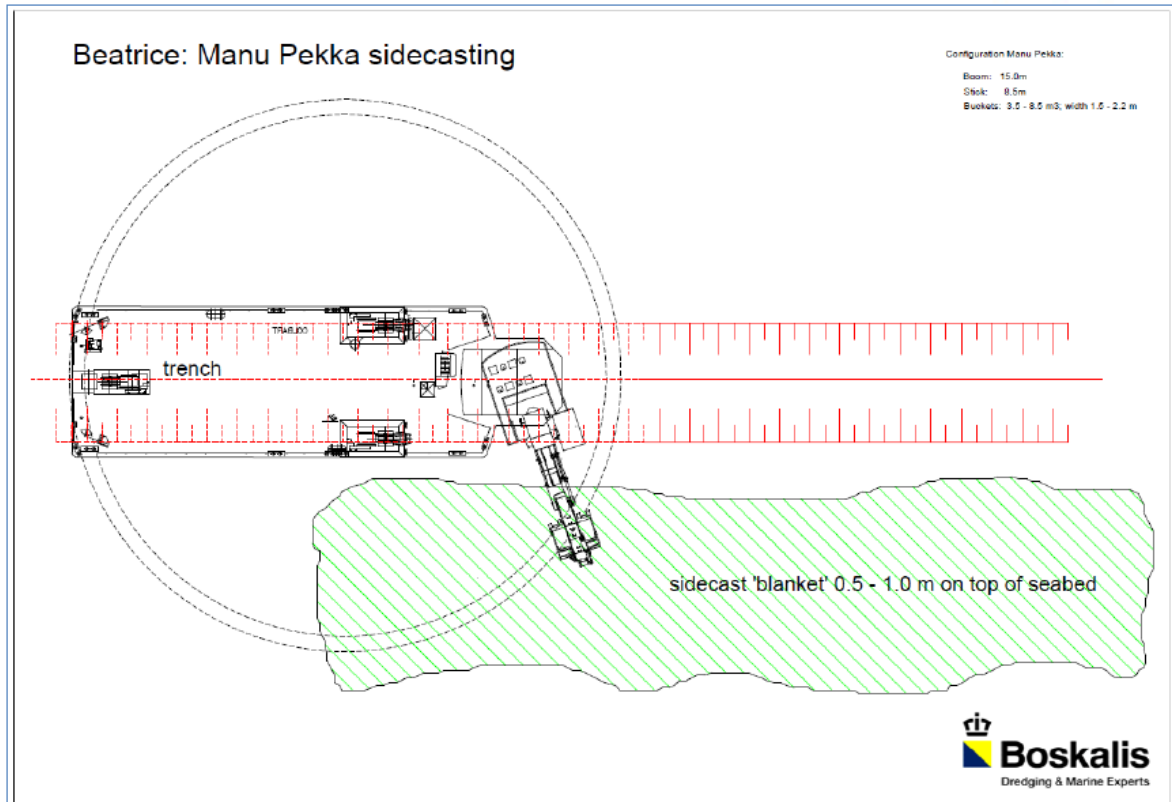 Beatrice: Manu Pekka sidecasting
Configuration Manu Pekka:
Boom: 15.0m
Stick: 8.5m
Buckets: 3.5 - 8.5 m3; width 1.5 - 2.2 m
trench
sidecast 'blanket' 0.5 - 1.0 m on top of seabed
Boskalis
Dredging & Marine Experts